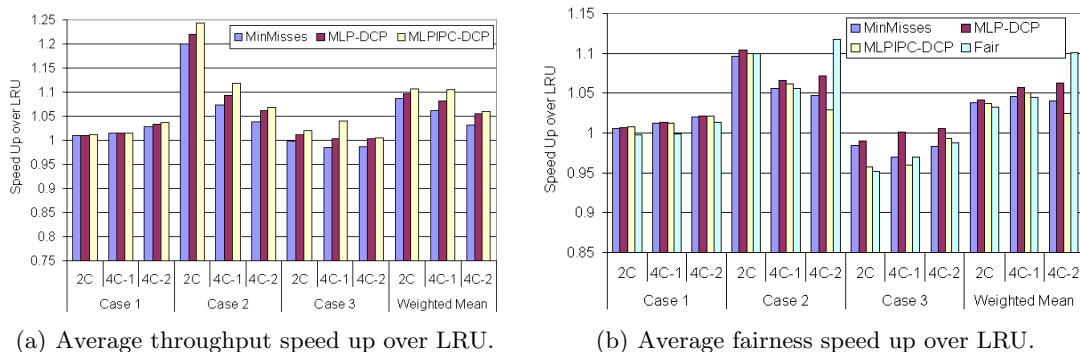 1.25
1.2
1.15
1.1
1.05
1
0.95
0.9
0.85
0.8
0.75
Speed Up over LRU
MinMisses MLP-DCP MLPIPC-DCP
2C 4C-1 4C-2 2C 4C-1 4C-2 2C 4C-1 4C-2 2C 4C-1 4C-2
Case 1 Case 2 Case 3 Weighted Mean
(a) Average throughput speed up over LRU.
1.15
1.1
1.05
1
0.95
0.9
0.85
Speed Up over LRU
MinMisses MLP-DCP
MLPIPC-DCP Fair
2C 4C-1 4C-2 2C 4C-1 4C-2 2C 4C-1 4C-2 2C 4C-1 4C-2
Case 1 Case 2 Case 3 Weighted Mean
(b) Average fairness speed up over LRU.